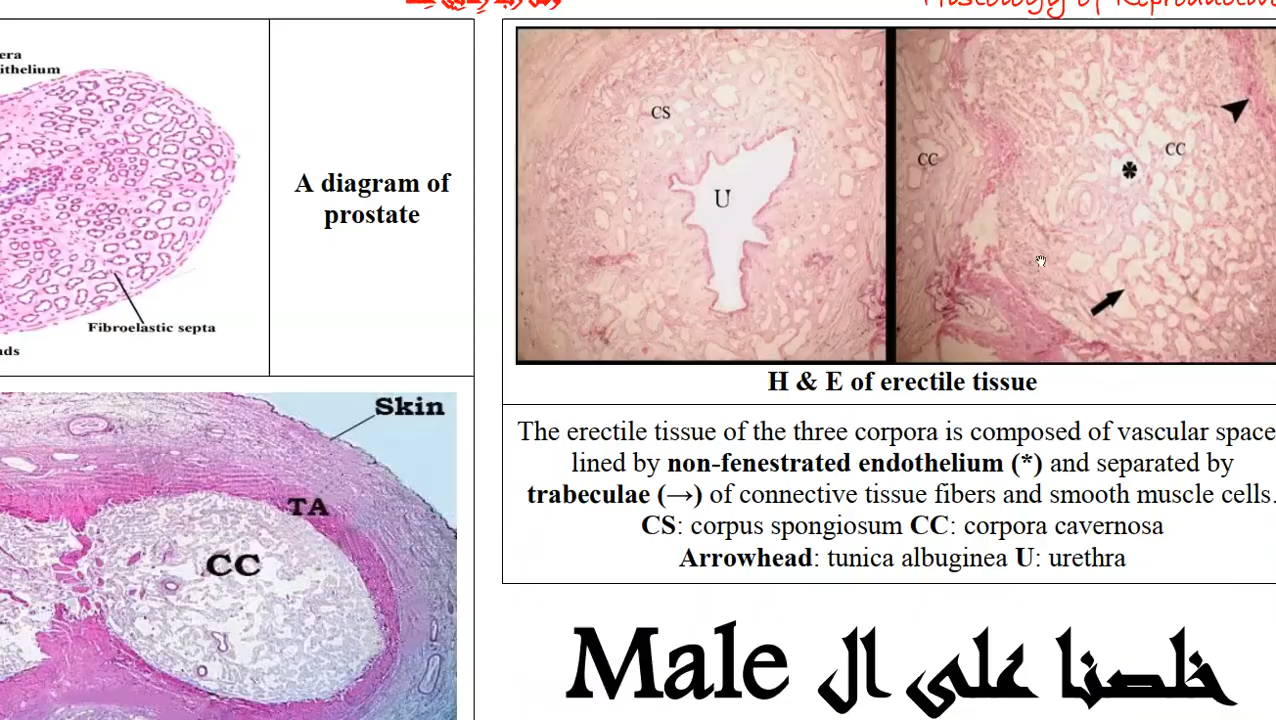 Histology of Reproductive
era
ithelium
Fibroelastic septa
nds
A diagram of
prostate
CS
U
CC
CC
*
H & E of erectile tissue
The erectile tissue of the three corpora is composed of vascular space
lined by non-fenestrated endothelium (*) and separated by
trabeculae (→) of connective tissue fibers and smooth muscle cells.
CS: corpus spongiosum CC: corpora cavernosa
Arrowhead: tunica albuginea U: urethra
Skin
TA
CC
خلصنا على ال Male